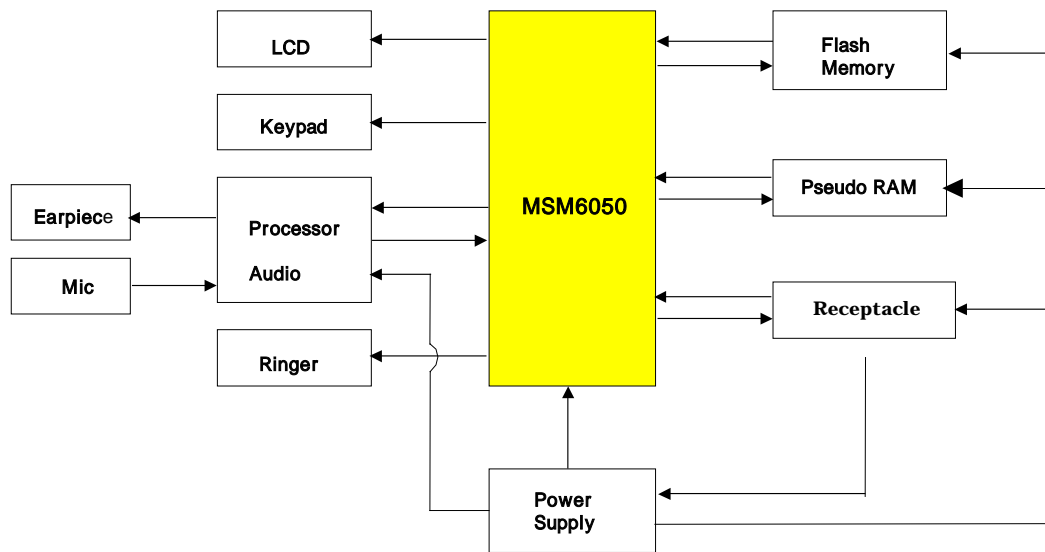 LCD
Flash
Memory
Keypad
Pseudo RAM
MSM6050
Earpiece
Processor
Audio
Mic
Receptacle
Ringer
Power
Supply